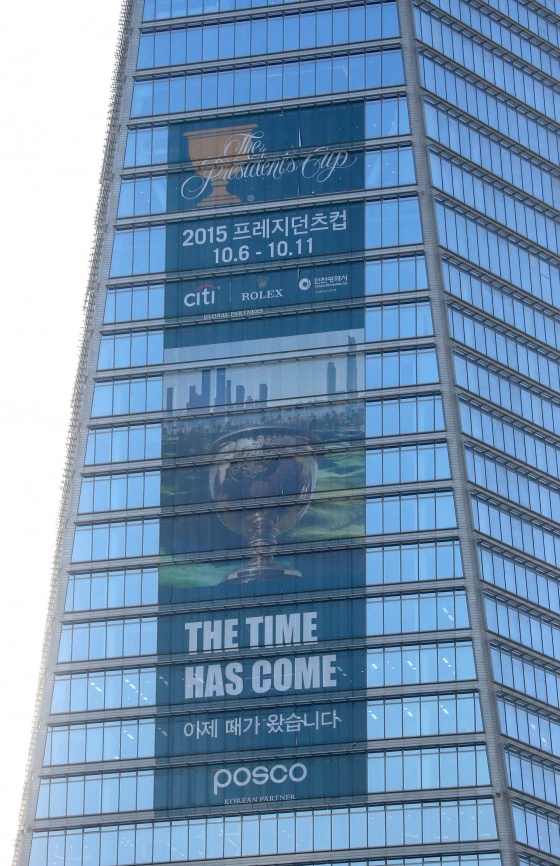 The
President's Cup
2015 프레지던츠컵
10.6 - 10.11
citi ROLEX 인천광역시
GLOBAL PARTNERS
THE TIME
HAS COME
이제 때가 왔습니다
posco
KOREAN PARTNER